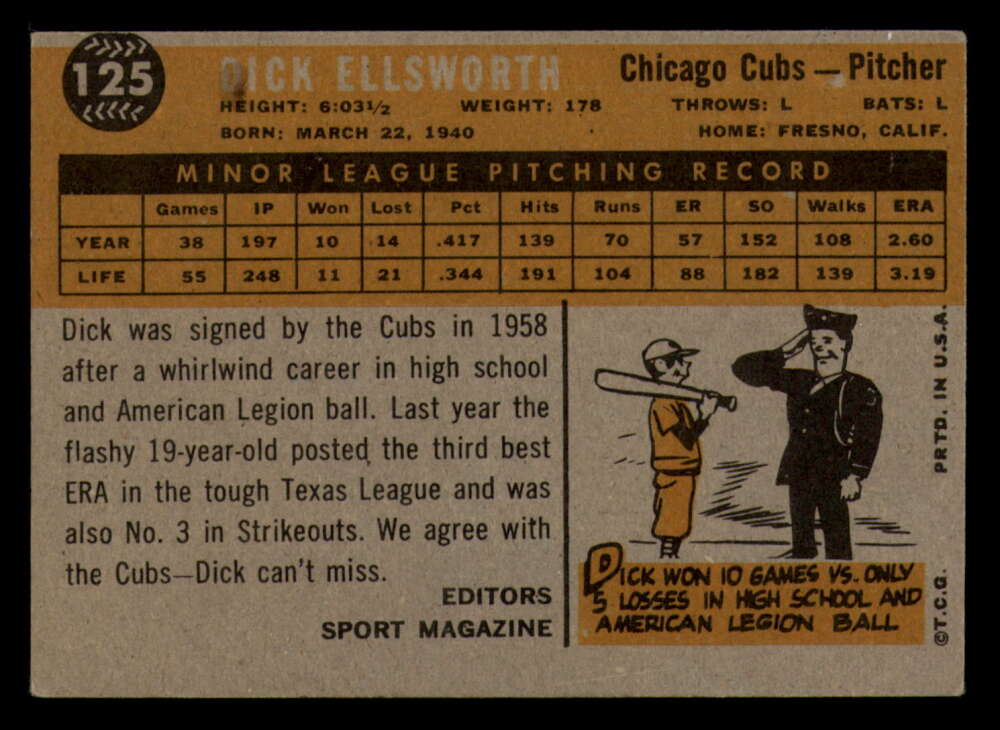 125
DICK ELLSWORTH
Chicago Cubs — Pitcher
HEIGHT: 6:03½ WEIGHT: 178 THROWS: L BATS: L
BORN: MARCH 22, 1940 HOME: FRESNO, CALIF.
MINOR LEAGUE PITCHING RECORD
Games IP Won Lost Pct Hits Runs ER SO Walks ERA
YEAR 38 197 10 14 .417 139 70 57 152 108 2.60
LIFE 55 248 11 21 .344 191 104 88 182 139 3.19
Dick was signed by the Cubs in 1958
after a whirlwind career in high school
and American Legion ball. Last year the
flashy 19-year-old posted the third best
ERA in the tough Texas League and was
also No. 3 in Strikeouts. We agree with
the Cubs—Dick can't miss.
EDITORS
SPORT MAGAZINE
DICK WON 10 GAMES VS. ONLY
5 LOSSES IN HIGH SCHOOL AND
AMERICAN LEGION BALL
©T.C.G. PRTD. IN U.S.A.